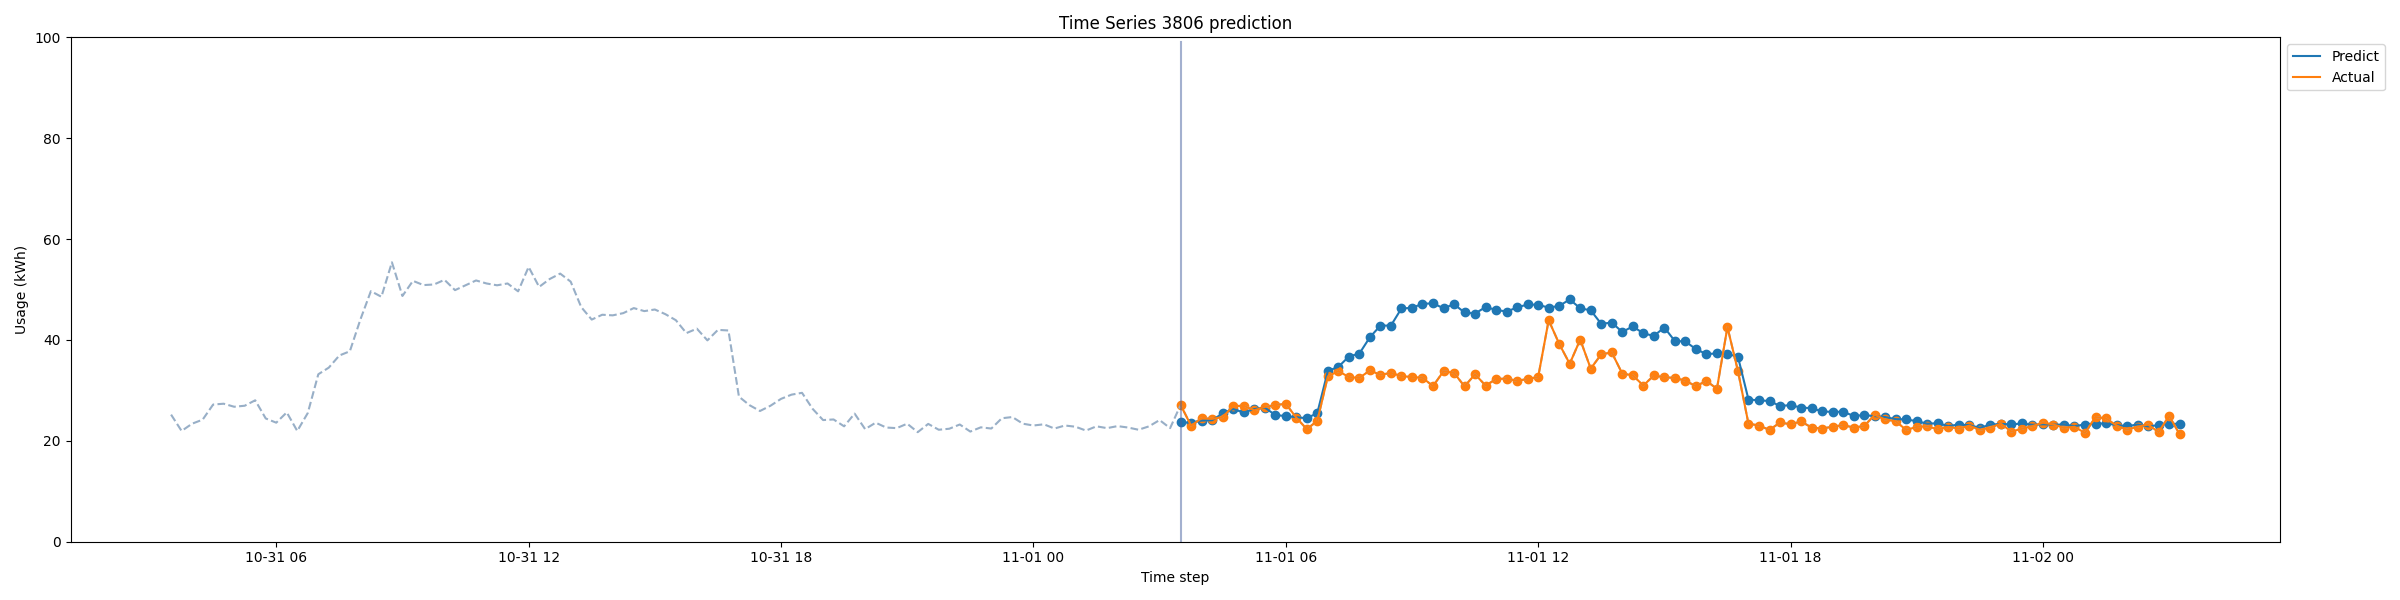 Time Series 3806 prediction
100
80
60
40
20
0
Usage (kWh)
10-31 06
10-31 12
10-31 18
11-01 00
11-01 06
11-01 12
11-01 18
11-02 00
Time step
Predict
Actual